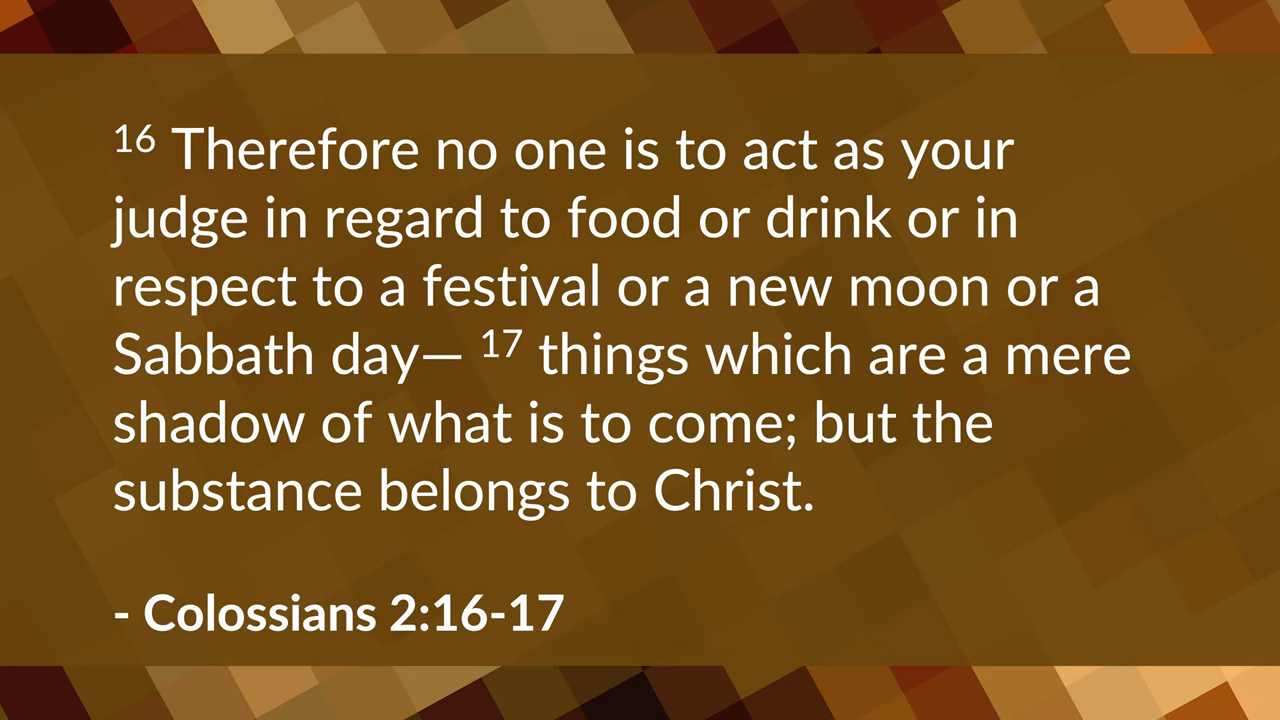 16 Therefore no one is to act as your
judge in regard to food or drink or in
respect to a festival or a new moon or a
Sabbath day— 17 things which are a mere
shadow of what is to come; but the
substance belongs to Christ.
- Colossians 2:16-17